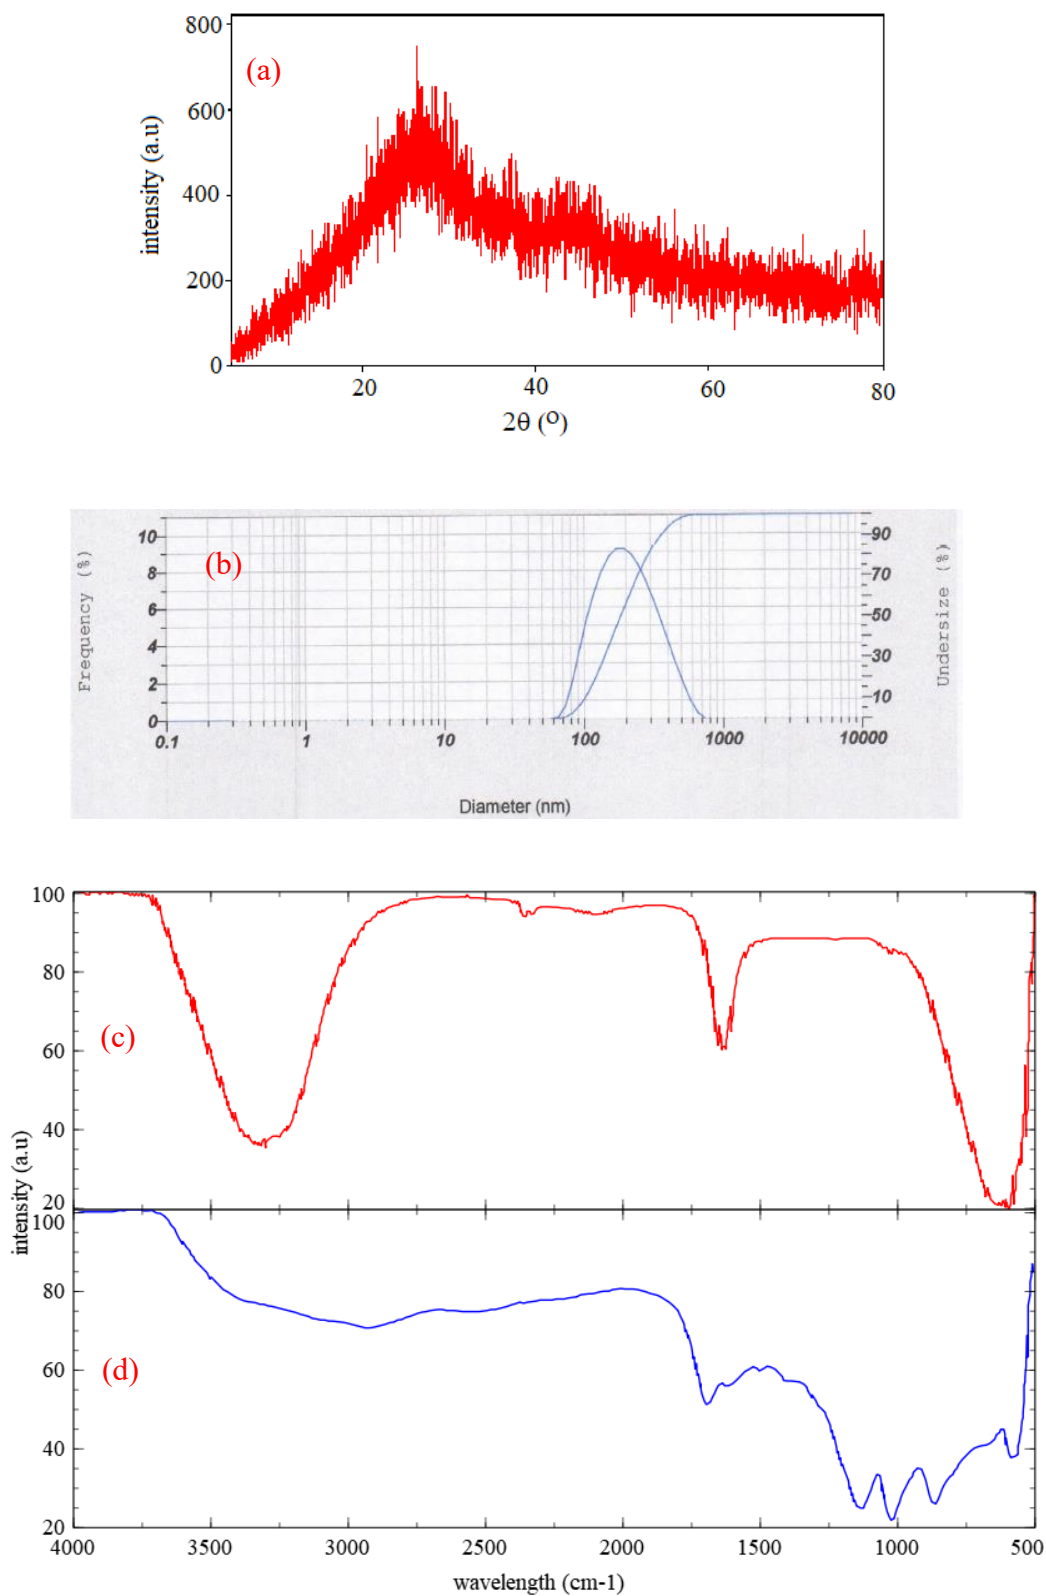 800
(a)
600
intensity (a.u)
400
200
0
20 40 60 80
2θ (O)
10 90
(b)
8 70
Frequency (%)
Undersize (%)
6 50
4 30
2 10
0
0.1 1 10 100 1000 10000
Diameter (nm)
100
80
(c)
60
40
20
intensity (a.u)
100
80
(d)
60
40
20
4000 3500 3000 2500 2000 1500 1000 500
wavelength (cm-1)